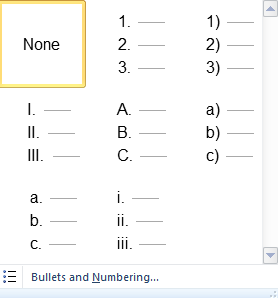 None
1.
2.
3.
1)
2)
3)
I.
II.
III.
A.
B.
C.
a)
b)
c)
a.
b.
c.
i.
ii.
iii.
Bullets and Numbering...